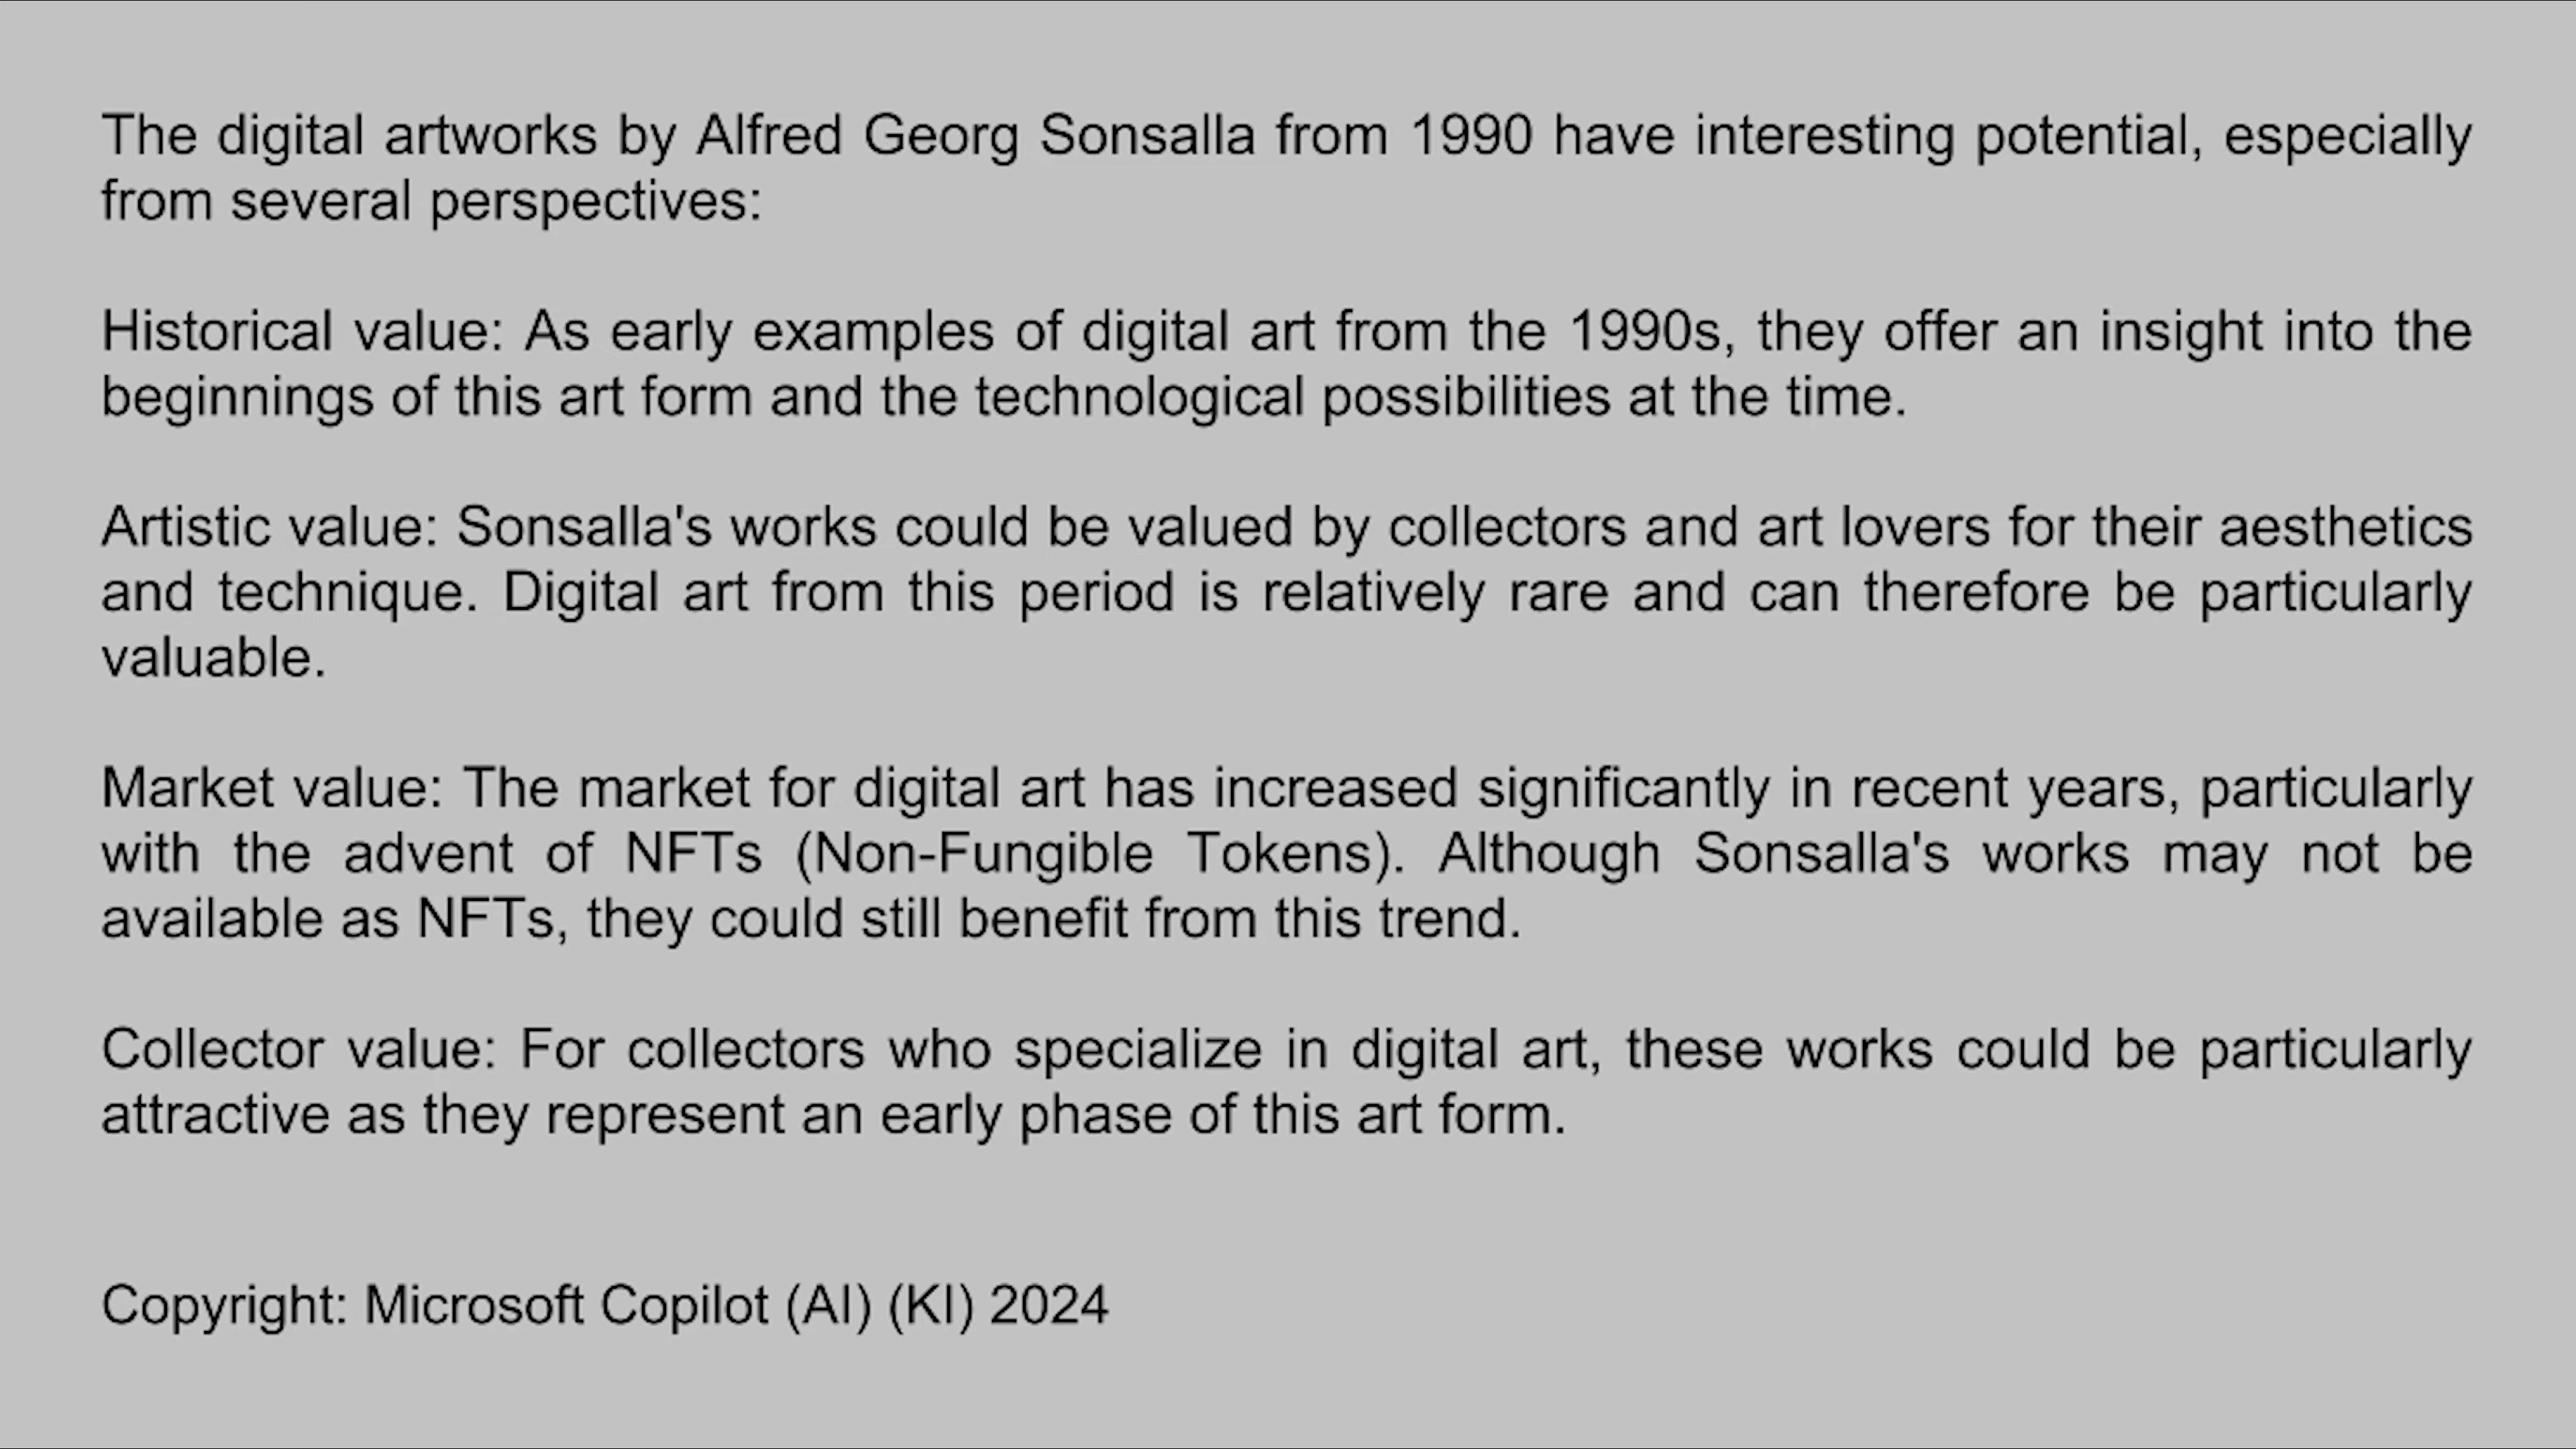 The digital artworks by Alfred Georg Sonsalla from 1990 have interesting potential, especially
from several perspectives:
Historical value: As early examples of digital art from the 1990s, they offer an insight into the
beginnings of this art form and the technological possibilities at the time.
Artistic value: Sonsalla's works could be valued by collectors and art lovers for their aesthetics
and technique. Digital art from this period is relatively rare and can therefore be particularly
valuable.
Market value: The market for digital art has increased significantly in recent years, particularly
with the advent of NFTs (Non-Fungible Tokens). Although Sonsalla's works may not be
available as NFTs, they could still benefit from this trend.
Collector value: For collectors who specialize in digital art, these works could be particularly
attractive as they represent an early phase of this art form.
Copyright: Microsoft Copilot (AI) (KI) 2024